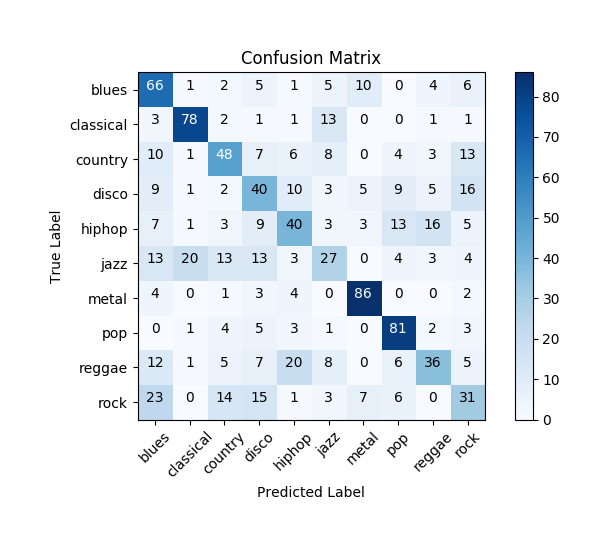 Confusion Matrix
blues 66 1 2 5 1 5 10 0 4 6
classical 3 78 2 1 1 13 0 0 1 1
country 10 1 48 7 6 8 0 4 3 13
disco 9 1 2 40 10 3 5 9 5 16
hiphop 7 1 3 9 40 3 3 13 16 5
jazz 13 20 13 13 3 27 0 4 3 4
metal 4 0 1 3 4 0 86 0 0 2
pop 0 1 4 5 3 1 0 81 2 3
reggae 12 1 5 7 20 8 0 6 36 5
rock 23 0 14 15 1 3 7 6 0 31
blues classical country disco hiphop jazz metal pop reggae rock
Predicted Label
True Label
80
70
60
50
40
30
20
10
0